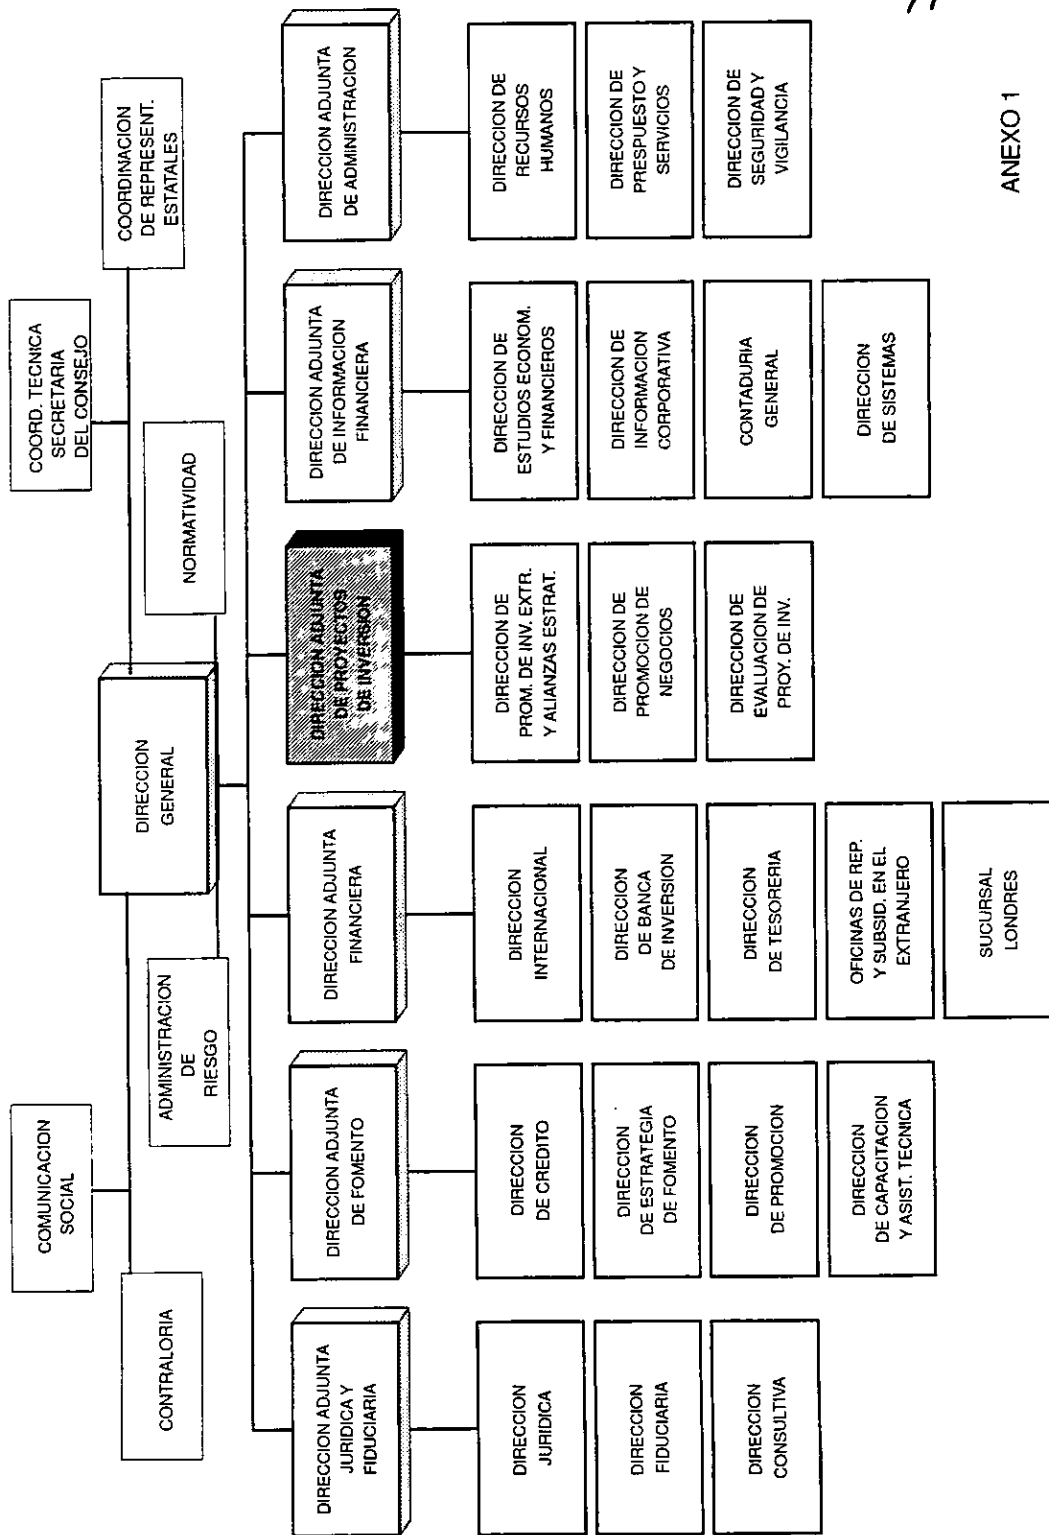 COMUNICACION
SOCIAL
COORD. TECNICA
SECRETARIA
DEL CONSEJO
CONTRALORIA
DIRECCION
GENERAL
COORDINACION
DE REPRESENT.
ESTATALES
ADMINISTRACION
DE
RIESGO
NORMATIVIDAD
DIRECCION ADJUNTA
JURIDICA Y
FIDUCIARIA
DIRECCION
JURIDICA
DIRECCION
FIDUCIARIA
DIRECCION
CONSULTIVA
DIRECCION ADJUNTA
DE FOMENTO
DIRECCION
DE CREDITO
DIRECCION
DE ESTRATEGIA
DE FOMENTO
DIRECCION
DE PROMOCION
DIRECCION
DE CAPACITACION
Y ASIST. TECNICA
DIRECCION ADJUNTA
FINANCIERA
DIRECCION
INTERNACIONAL
DIRECCION
DE BANCA
DE INVERSION
DIRECCION
DE TESORERIA
OFICINAS DE REP.
Y SUBSID. EN EL
EXTRANJERO
SUCURSAL
LONDRES
DIRECCION ADJUNTA
DE PROYECTOS
DE INVERSION
DIRECCION DE
PROM. DE INV. EXTR.
Y ALIANZAS ESTRAT.
DIRECCION DE
PROMOCION DE
NEGOCIOS
DIRECCION DE
EVALUACION DE
PROY. DE INV.
DIRECCION ADJUNTA
DE INFORMACION
FINANCIERA
DIRECCION DE
ESTUDIOS ECONOM.
Y FINANCIEROS
DIRECCION DE
INFORMACION
CORPORATIVA
CONTADURIA
GENERAL
DIRECCION
DE SISTEMAS
DIRECCION ADJUNTA
DE ADMINISTRACION
DIRECCION DE
RECURSOS
HUMANOS
DIRECCION DE
PRESPUESTO Y
SERVICIOS
DIRECCION DE
SEGURIDAD Y
VIGILANCIA
ANEXO 1